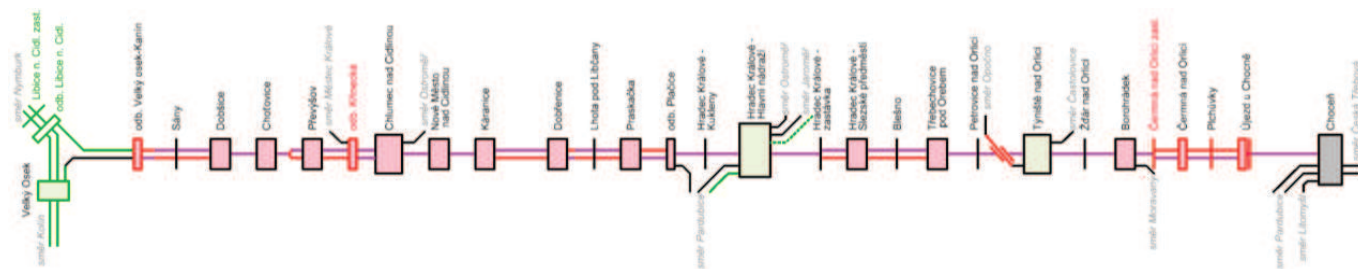 směr Nymburk
Libice n. Cidl. zast.
odb. Libice n. Cidl.
Velký Osek
směr Kolín
odb. Velký osek-Kanín
Sány
Dobšice
Choťovice
Převýšov
směr Městec Králové
odb. Křinecká
Chlumec nad Cidlinou
směr Ostroměř
Nové Město
nad Cidlinou
Káranice
Dobřenice
Lhota pod Libčany
Praskačka
odb. Plačice
Hradec Králové -
Kukleny
směr Pardubice
Hradec Králové -
Hlavní nádraží
směr Ostroměř
směr Jaroměř
Hradec Králové -
zastávka
Hradec Králové -
Slezské předměstí
Blešno
Třebechovice
pod Orebem
Petrovice nad Orlicí
směr Opočno
Týniště nad Orlicí
směr Častolovice
Žďár nad Orlicí
Borohrádek
směr Moravany
Čermná nad Orlicí zast.
Čermná nad Orlicí
Plchůvky
Újezd u Chocně
směr Pardubice
směr Litomyšl
Choceň
směr Česká Třebová